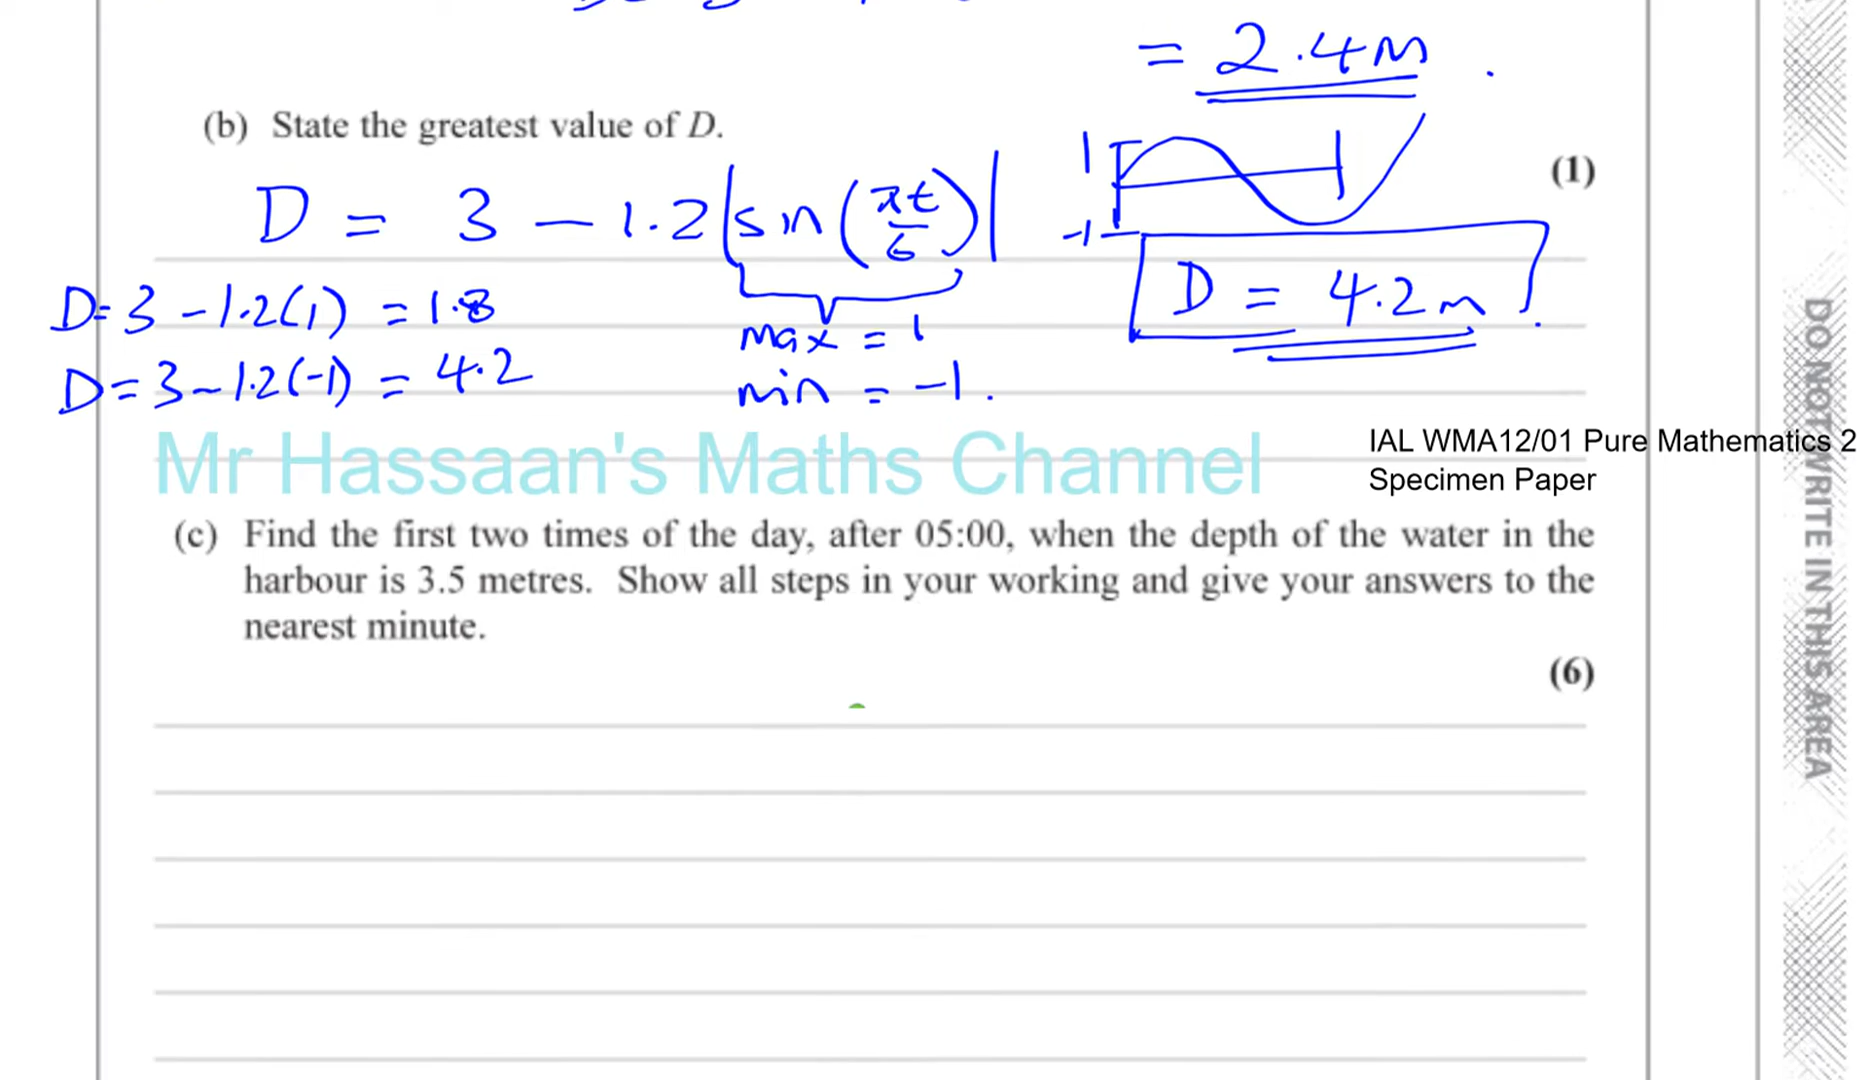 = 2.4m .
(b) State the greatest value of D.
(1)
D = 3 – 1.2|sin(πt/6)|
1
-1
D = 3 – 1.2(1) = 1.8
max = 1
D = 4.2m
D = 3 – 1.2(-1) = 4.2
min = -1.
Mr Hassaan's Maths Channel
IAL WMA12/01 Pure Mathematics 2
Specimen Paper
(c) Find the first two times of the day, after 05:00, when the depth of the water in the
harbour is 3.5 metres. Show all steps in your working and give your answers to the
nearest minute.
(6)
DO NOT WRITE IN THIS AREA